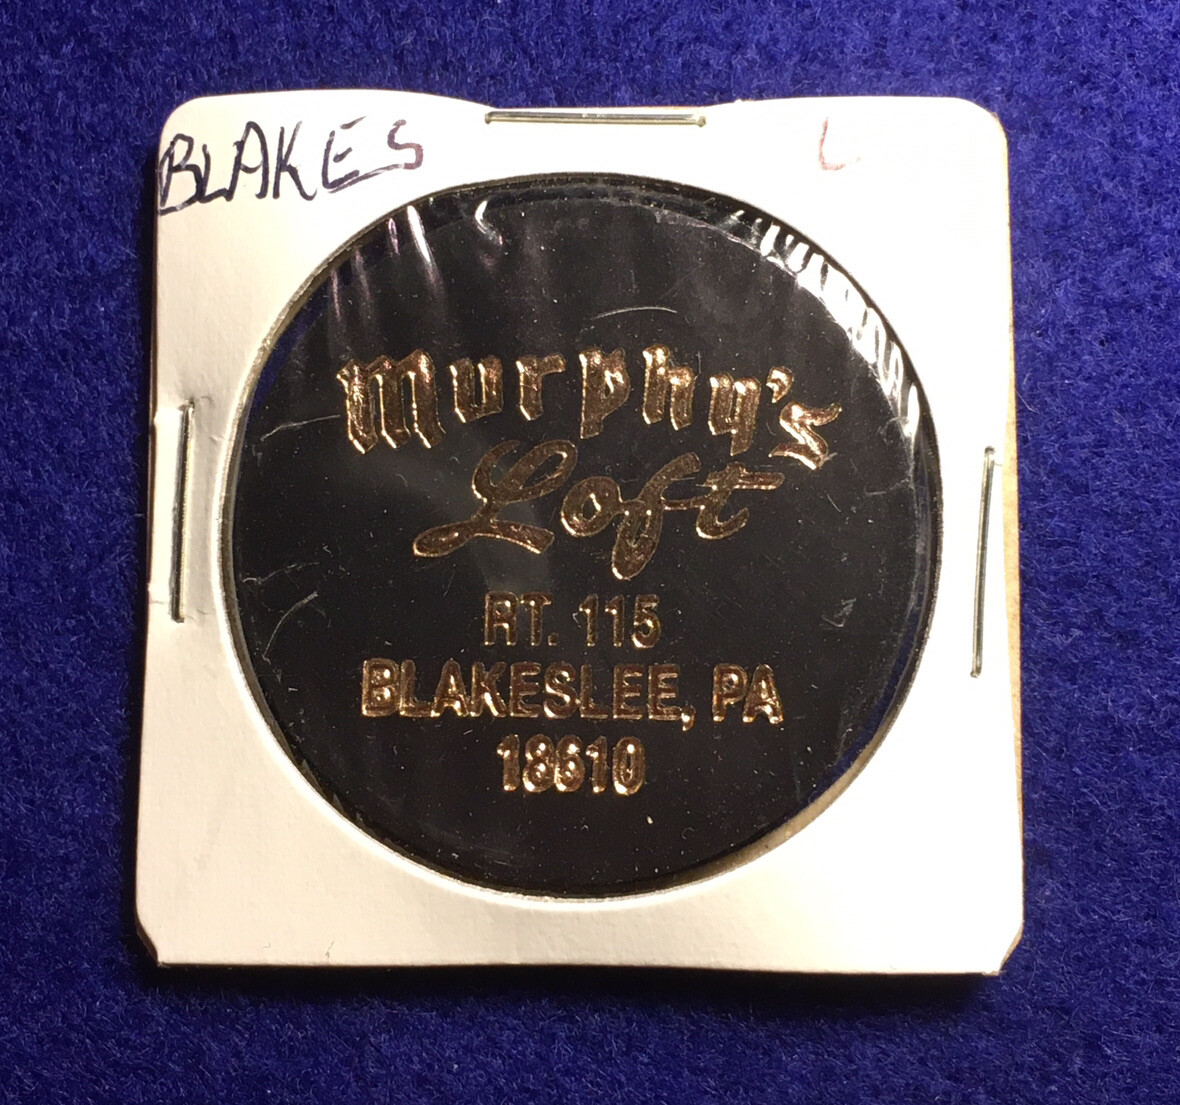 BLAKES
Murphy's
Loft
RT. 115
BLAKESLEE, PA
18610